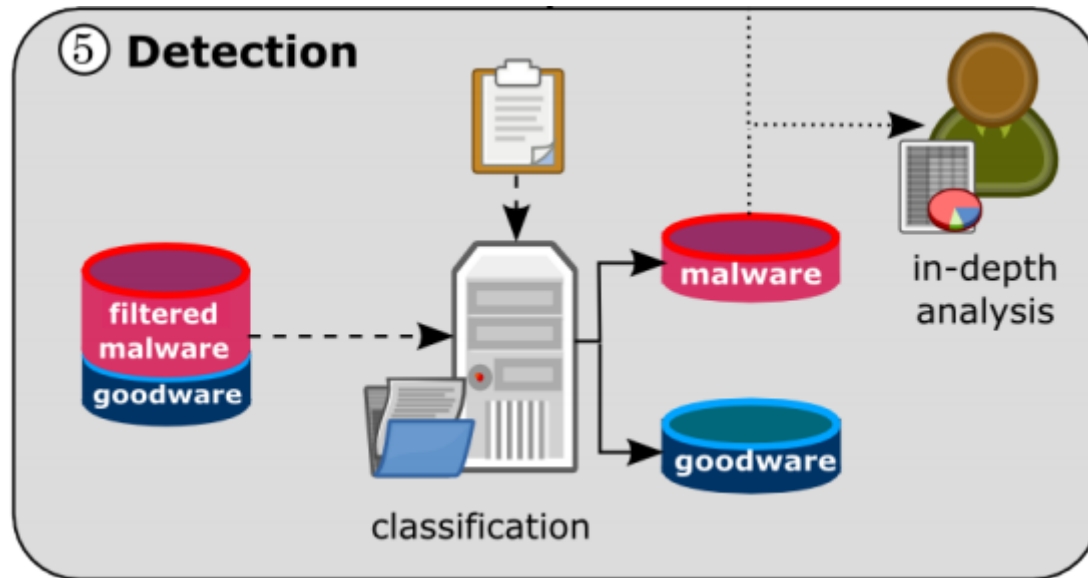 ⑤ Detection
filtered
malware
goodware
classification
malware
goodware
in-depth
analysis